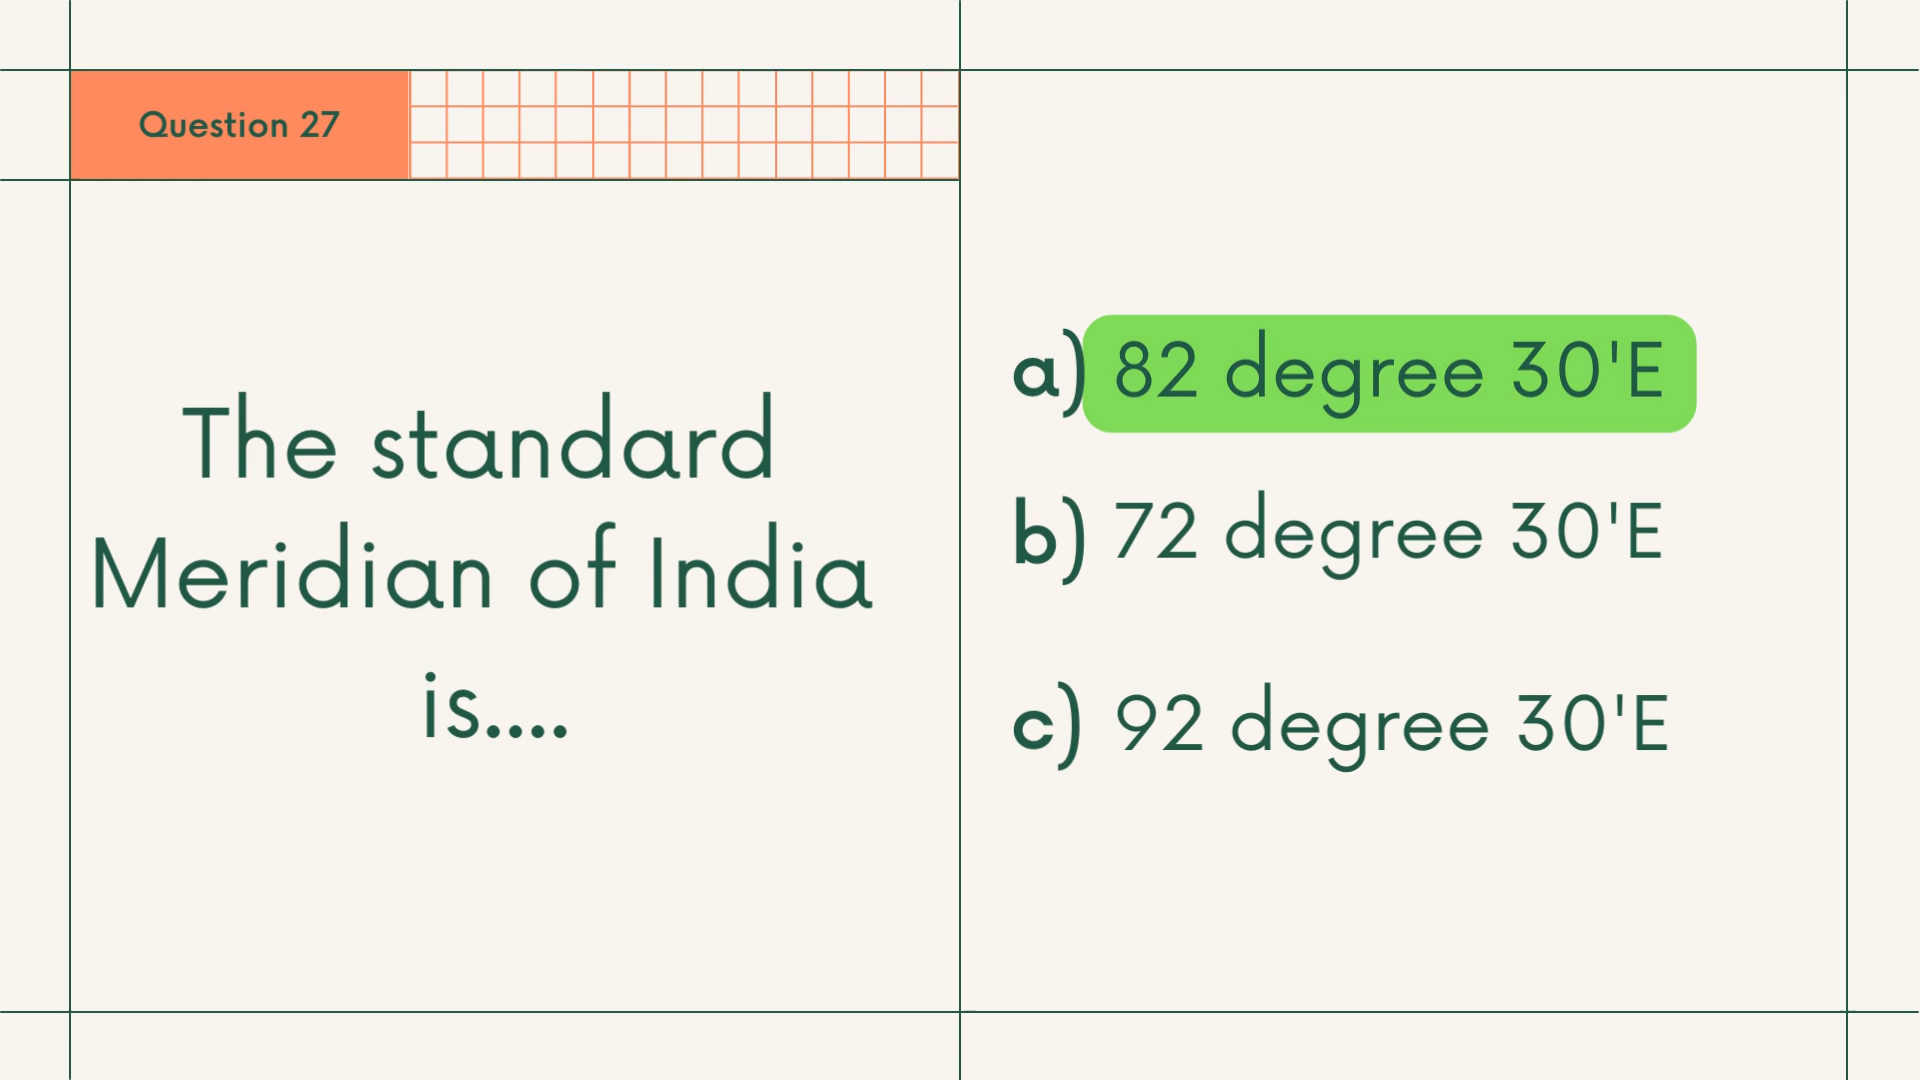 Question 27
The standard
Meridian of India
is....
a) 82 degree 30'E
b) 72 degree 30'E
c) 92 degree 30'E